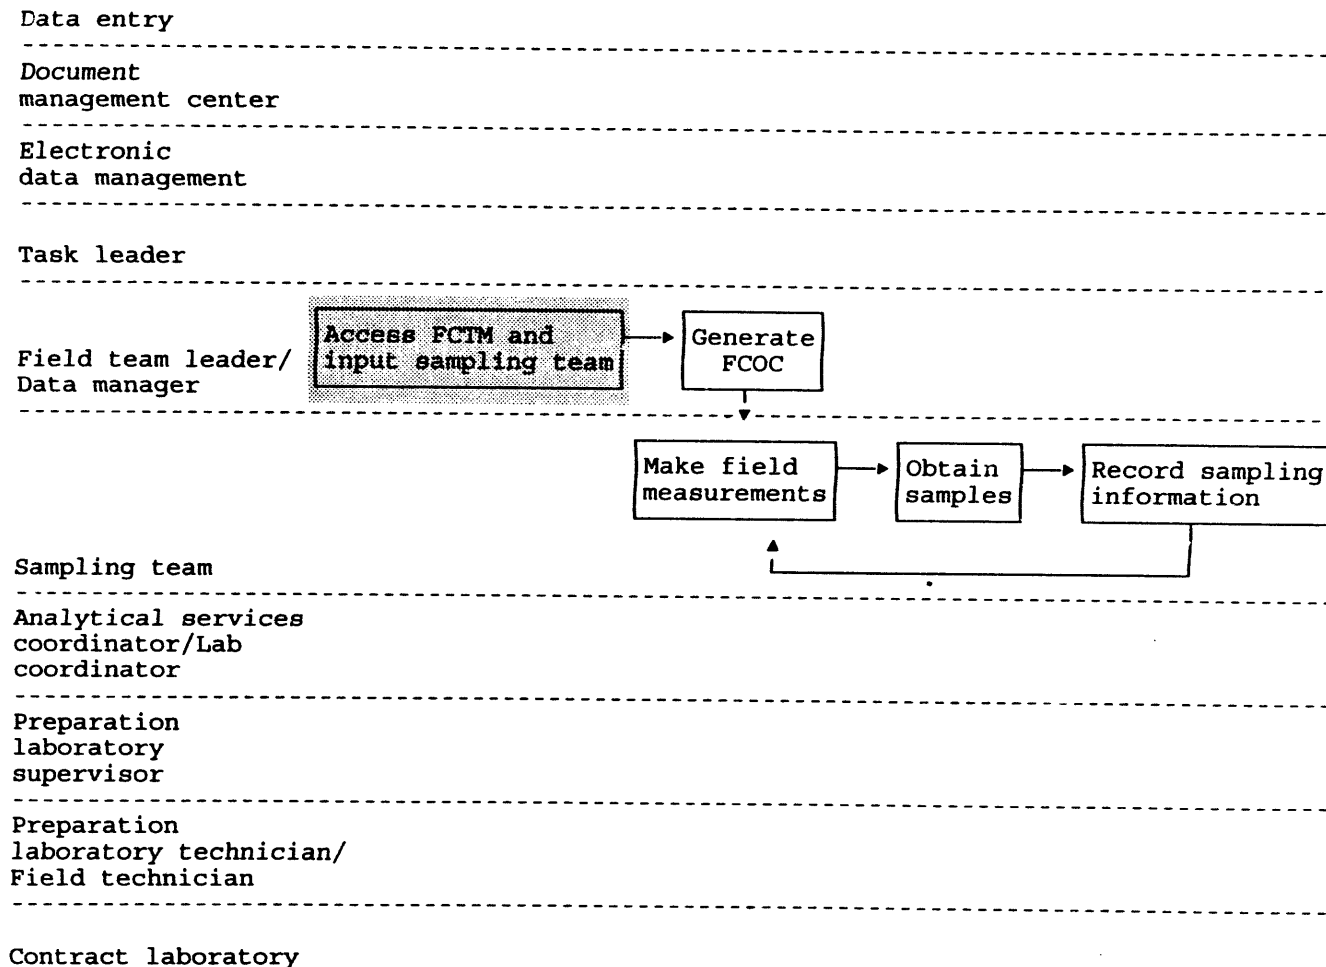 Data entry
Document
management center
Electronic
data management
Task leader
Access FCTM and
input sampling team
Generate
FCOC
Field team leader/
Data manager
Make field
measurements
Obtain
samples
Record sampling
information
Sampling team
Analytical services
coordinator/Lab
coordinator
Preparation
laboratory
supervisor
Preparation
laboratory technician/
Field technician
Contract laboratory